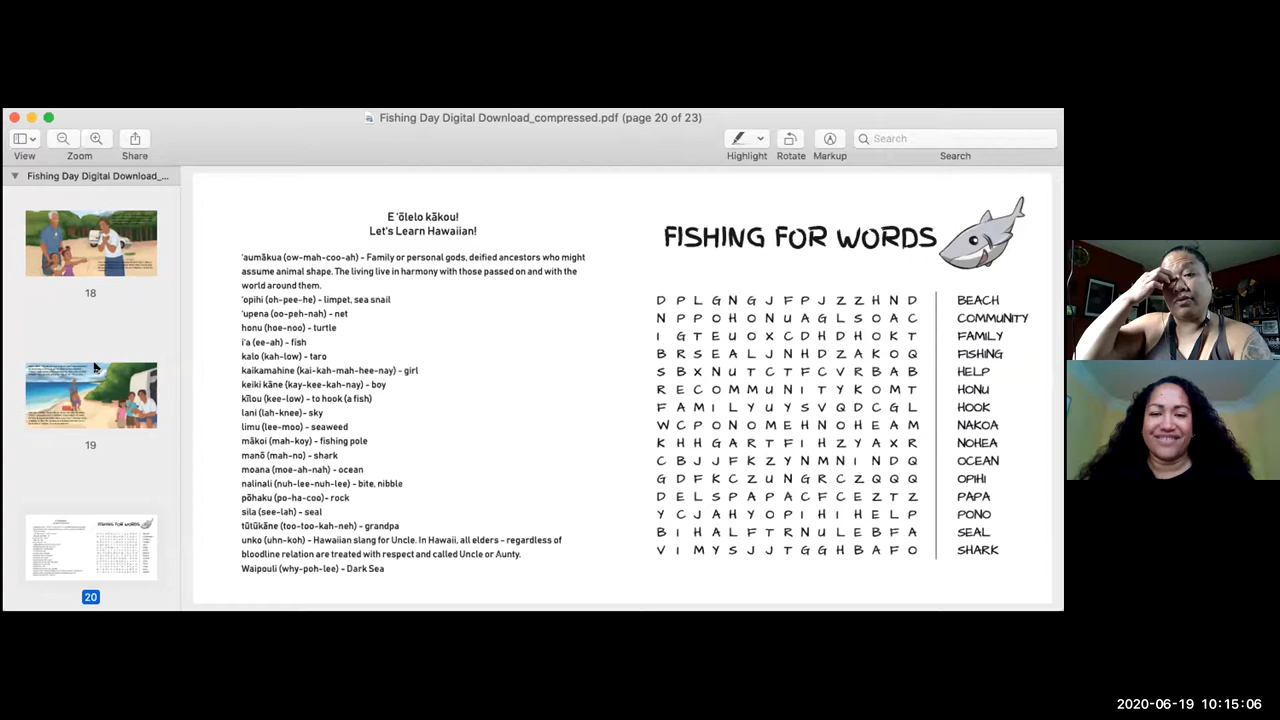 Fishing Day Digital Download_compressed.pdf (page 20 of 23)
View
Zoom
Share
Highlight
Rotate
Markup
Search
Search
Fishing Day Digital Download_...
18
19
20
E ʻōlelo kākou!
Let's Learn Hawaiian!
ʻaumākua (ow-mah-coo-ah) - Family or personal gods, deified ancestors who might
assume animal shape. The living live in harmony with those passed on and with the
world around them.
ʻopihi (oh-pee-he) - limpet, sea snail
ʻupena (oo-peh-nah) - net
honu (hoe-noo) - turtle
iʻa (ee-ah) - fish
kalo (kah-low) - taro
kaikamahine (kai-kah-mah-hee-nay) - girl
keiki kāne (kay-kee-kah-nay) - boy
kīlou (kee-low) - to hook (a fish)
lani (lah-knee)- sky
limu (lee-moo) - seaweed
mākoi (mah-koy) - fishing pole
manō (mah-no) - shark
moana (moe-ah-nah) - ocean
nalinali (nuh-lee-nuh-lee) - bite, nibble
pōhaku (po-ha-coo)- rock
sila (see-lah) - seal
tūtūkāne (too-too-kah-neh) - grandpa
unko (uhn-koh) - Hawaiian slang for Uncle. In Hawaii, all elders - regardless of
bloodline relation are treated with respect and called Uncle or Aunty.
Waipouli (why-poh-lee) - Dark Sea
FISHING FOR WORDS
D P L G N G J F P J Z Z H N D
N P P O H O N U A G L S O A C
I G T E U O X C D H D H O K T
B R S E A L J N H D Z A K O Q
S B X N U T C T F C V R B A B
R E C O M M U N I T Y K O M T
F A M I L Y U Y S V Q D C G L
W C P O N O M E H N O H E A M
K H H G A R T F I H Z Y A X R
C B J J F K Z Y N M N I N D Q
G D F K C Z U N G R C Z Q Q Q
D E L S P A P A C F C E Z T Z
Y C J A H Y O P I H I H E L P
B I H A L F T R N U L E B F A
V I M Y S J J T G G H B A F O
BEACH
COMMUNITY
FAMILY
FISHING
HELP
HONU
HOOK
NAKOA
NOHEA
OCEAN
OPIHI
PAPA
PONO
SEAL
SHARK
2020-06-19 10:15:06